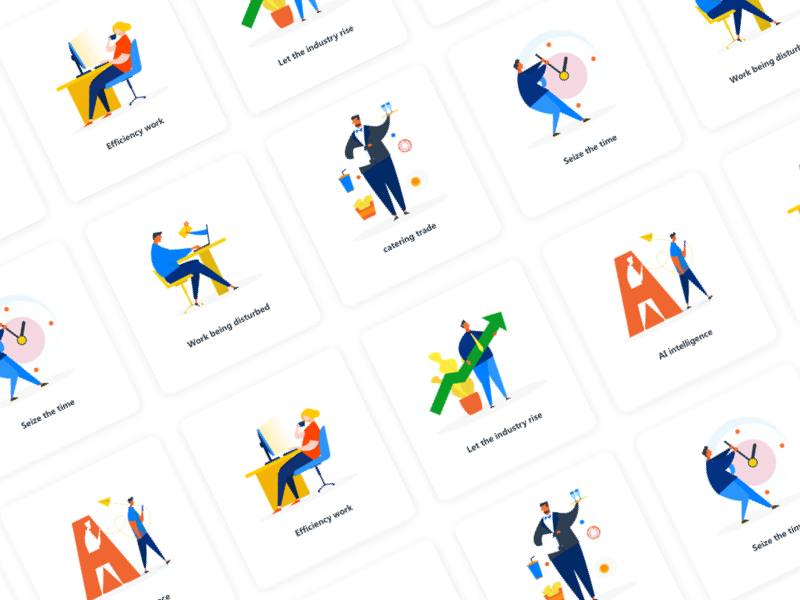 Let the industry rise
Work being disturb
Efficiency work
Seize the time
catering trade
Work being disturbed
AI intelligence
Seize the time
Let the industry rise
Efficiency work
Seize the time